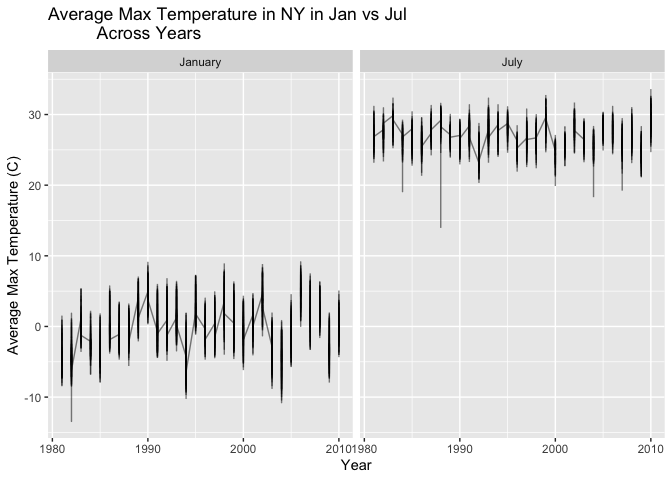 Average Max Temperature in NY in Jan vs Jul
Across Years
January
July
Average Max Temperature (C)
30
20
10
0
-10
1980
1990
2000
2010
1980
1990
2000
2010
Year